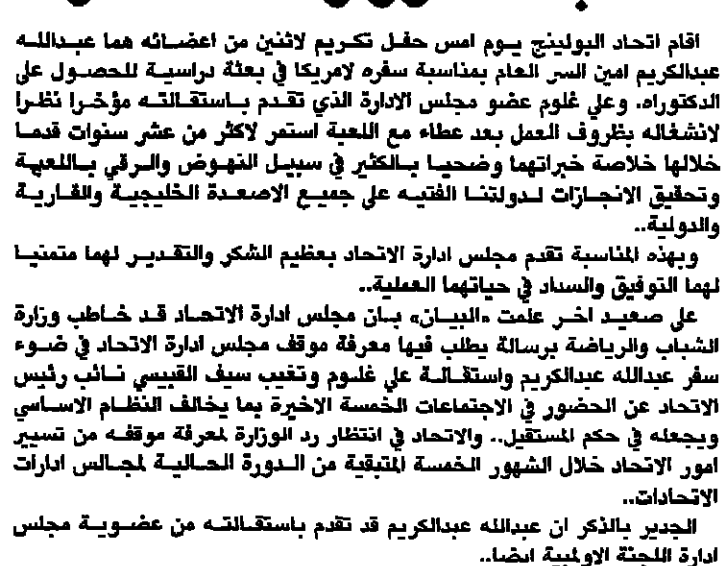 اقام اتحاد البولينج يوم امس حفل تكريم لاثنين من اعضائه هما عبدالله
عبدالكريم امين السر العام بمناسبة سفره لامريكا في بعثة دراسية للحصول على
الدكتوراه. وعلي غلوم عضو مجلس الادارة الذي تقدم باستقالته مؤخرا نظرا
لانشغاله بظروف العمل بعد عطاء مع اللعبة استمر لاكثر من عشر سنوات قدما
خلالها خلاصة خبراتهما وضحيا بالكثير في سبيل النهوض والرقي باللعبة
وتحقيق الانجازات لدولتنا الفتيه على جميع الاصعدة الخليجية والقارية
والدولية..
وبهذه المناسبة تقدم مجلس ادارة الاتحاد بعظيم الشكر والتقدير لهما متمنيا
لهما التوفيق والسداد في حياتهما العملية..
على صعيد اخر علمت «البيان» بان مجلس ادارة الاتحاد قد خاطب وزارة
الشباب والرياضة برسالة يطلب فيها معرفة موقف مجلس ادارة الاتحاد في ضوء
سفر عبدالله عبدالكريم واستقالة علي غلوم وتغيب سيف القبيسي نائب رئيس
الاتحاد عن الحضور في الاجتماعات الخمسة الاخيرة بما يخالف النظام الاساسي
ويجعله في حكم المستقيل.. والاتحاد في انتظار رد الوزارة لمعرفة موقفه من تسيير
امور الاتحاد خلال الشهور الخمسة المتبقية من الدورة الحالية لمجالس ادارات
الاتحادات..
الجدير بالذكر ان عبدالله عبدالكريم قد تقدم باستقالته من عضوية مجلس
ادارة اللجنة الاولمبية ايضا..